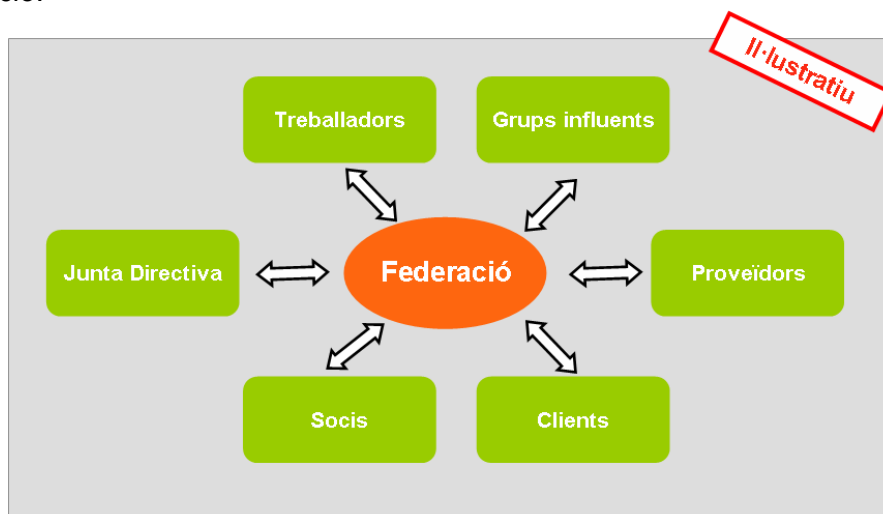 Il·lustratiu
Treballadors
Grups influents
Junta Directiva
Federació
Proveïdors
Socis
Clients